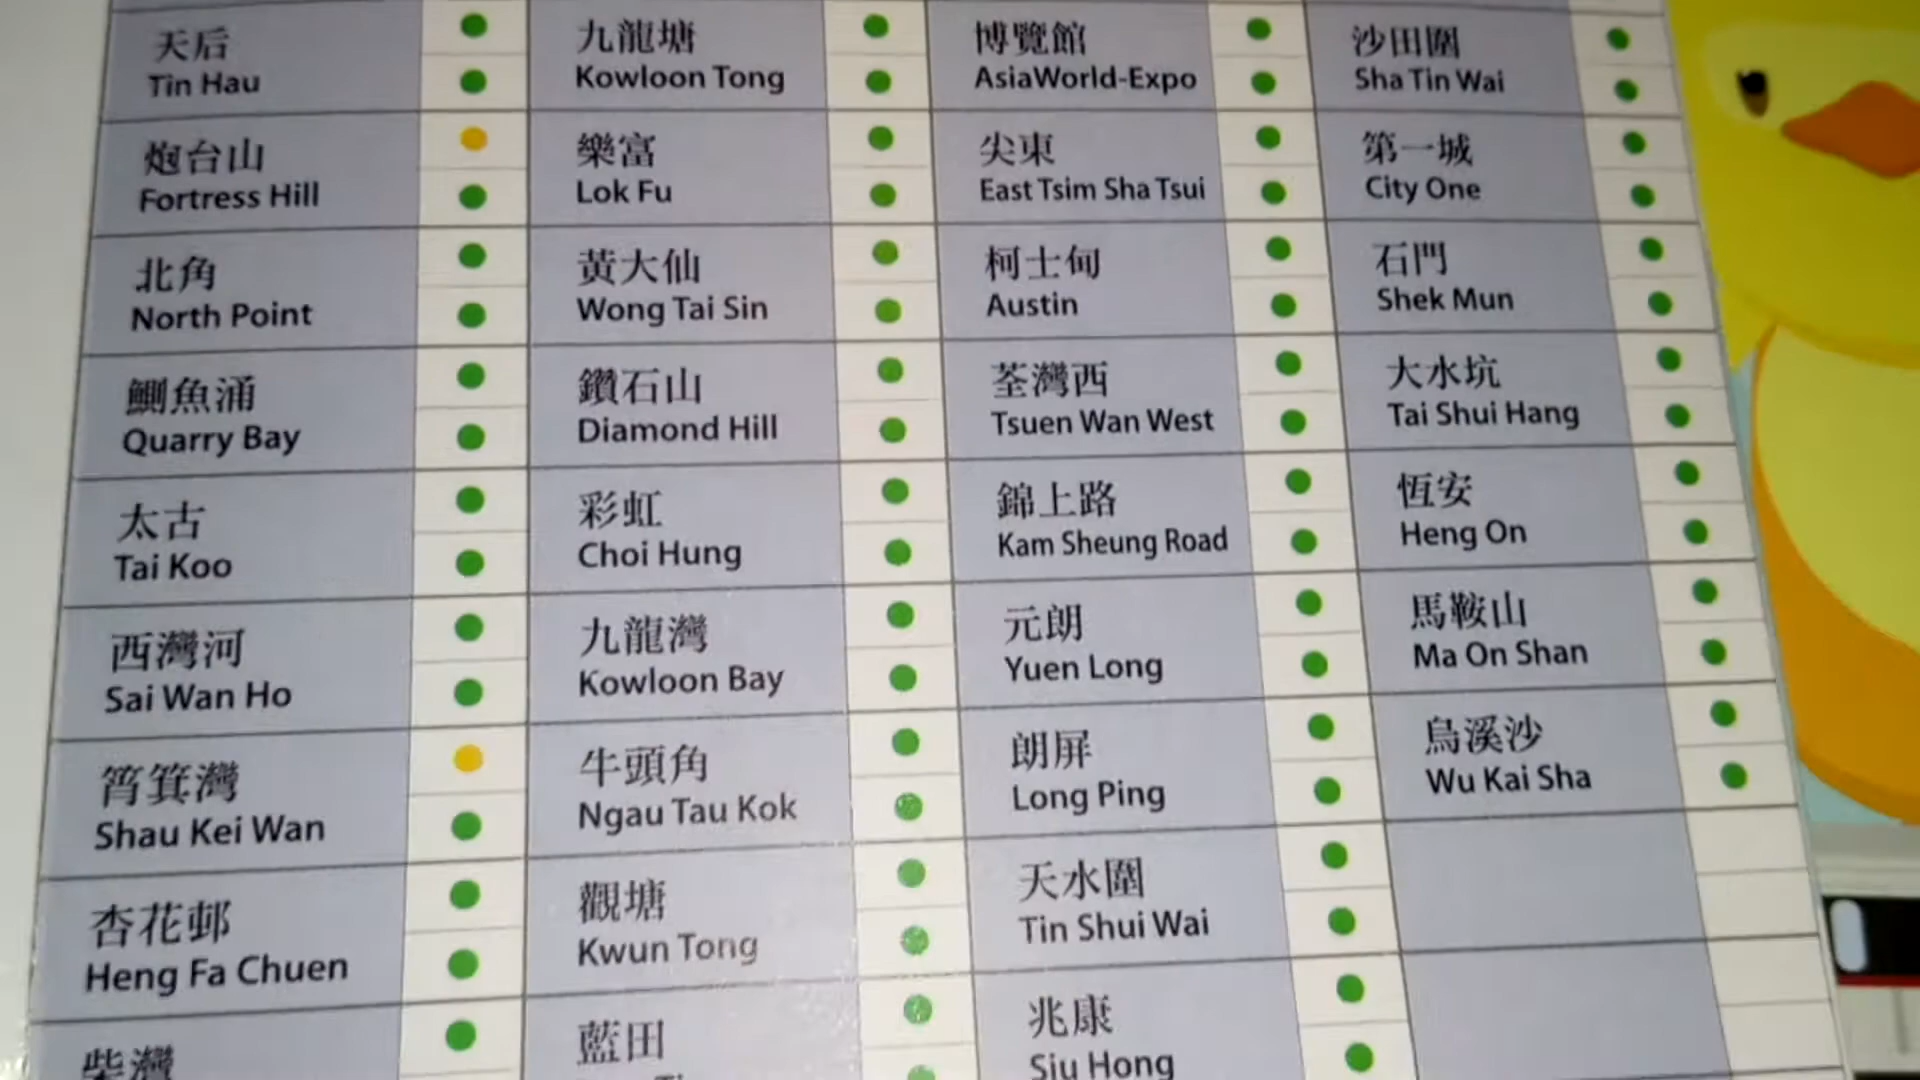 天后
Tin Hau
炮台山
Fortress Hill
北角
North Point
鰂魚涌
Quarry Bay
太古
Tai Koo
西灣河
Sai Wan Ho
筲箕灣
Shau Kei Wan
杏花邨
Heng Fa Chuen
柴灣
九龍塘
Kowloon Tong
樂富
Lok Fu
黃大仙
Wong Tai Sin
鑽石山
Diamond Hill
彩虹
Choi Hung
九龍灣
Kowloon Bay
牛頭角
Ngau Tau Kok
觀塘
Kwun Tong
藍田
博覽館
AsiaWorld-Expo
尖東
East Tsim Sha Tsui
柯士甸
Austin
荃灣西
Tsuen Wan West
錦上路
Kam Sheung Road
元朗
Yuen Long
朗屏
Long Ping
天水圍
Tin Shui Wai
兆康
Siu Hong
沙田圍
Sha Tin Wai
第一城
City One
石門
Shek Mun
大水坑
Tai Shui Hang
恆安
Heng On
馬鞍山
Ma On Shan
烏溪沙
Wu Kai Sha